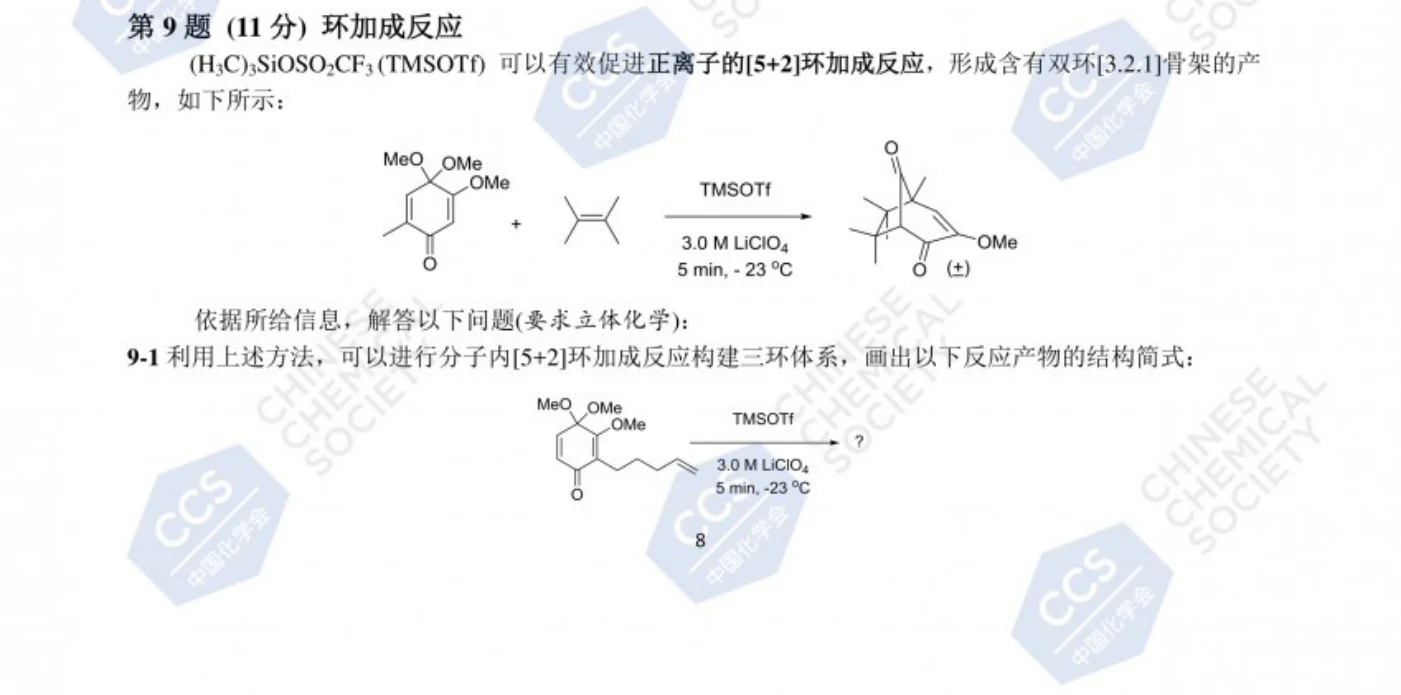 第 9 题 (11 分) 环加成反应
(H₃C)₃SiOSO₂CF₃ (TMSOTf) 可以有效促进正离子的[5+2]环加成反应，形成含有双环[3.2.1]骨架的产
物，如下所示：
MeO OMe
OMe
O
+
TMSOTf
3.0 M LiClO₄
5 min, - 23 ⁰C
O
OMe
O (±)
依据所给信息，解答以下问题(要求立体化学)：
9-1 利用上述方法，可以进行分子内[5+2]环加成反应构建三环体系，画出以下反应产物的结构简式：
MeO OMe
OMe
O
TMSOTf
3.0 M LiClO₄
5 min, -23 ⁰C
?
8
CCS
中国化学会
CHINESE
CHEMICAL
SOCIETY